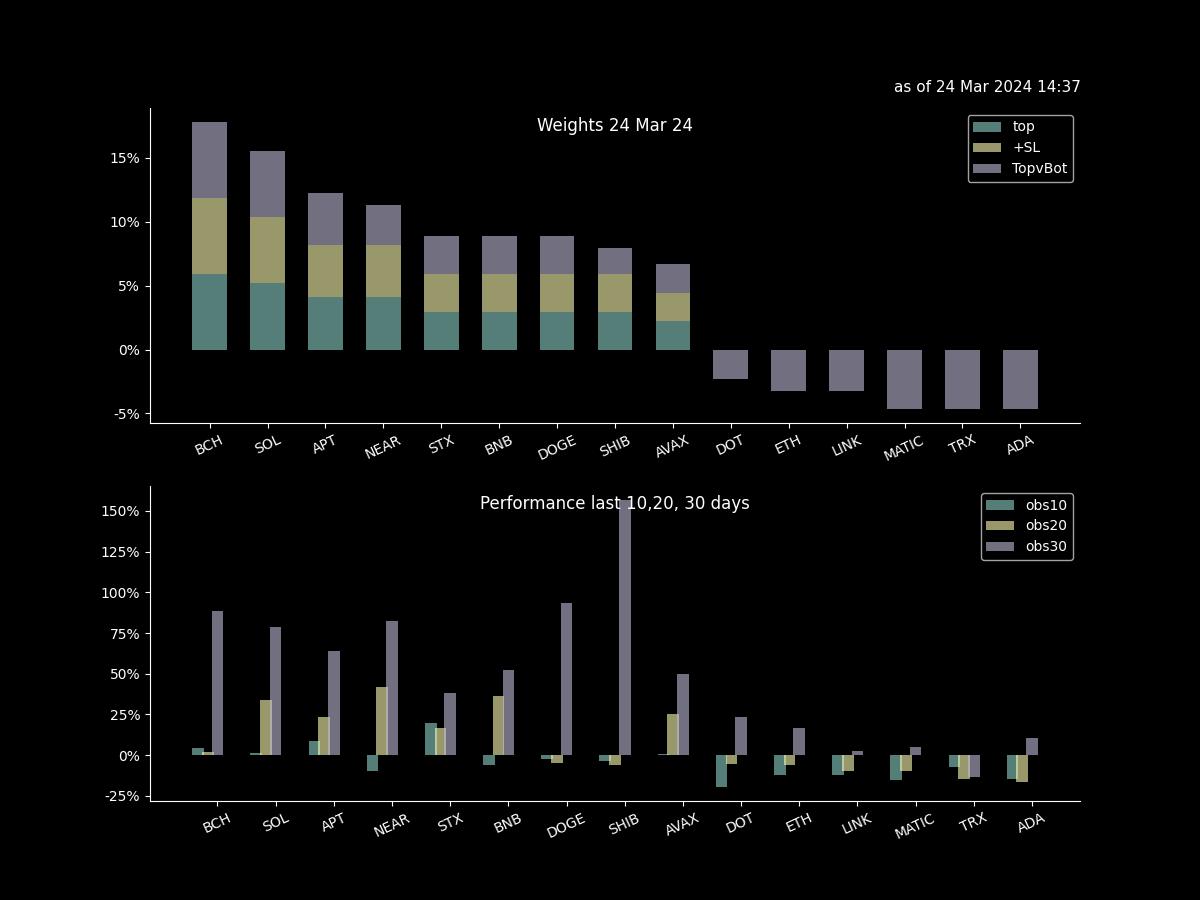 as of 24 Mar 2024 14:37
Weights 24 Mar 24
top
+SL
TopvBot
15%
10%
5%
0%
-5%
BCH SOL APT NEAR STX BNB DOGE SHIB AVAX DOT ETH LINK MATIC TRX ADA
Performance last 10,20, 30 days
obs10
obs20
obs30
150%
125%
100%
75%
50%
25%
0%
-25%
BCH SOL APT NEAR STX BNB DOGE SHIB AVAX DOT ETH LINK MATIC TRX ADA